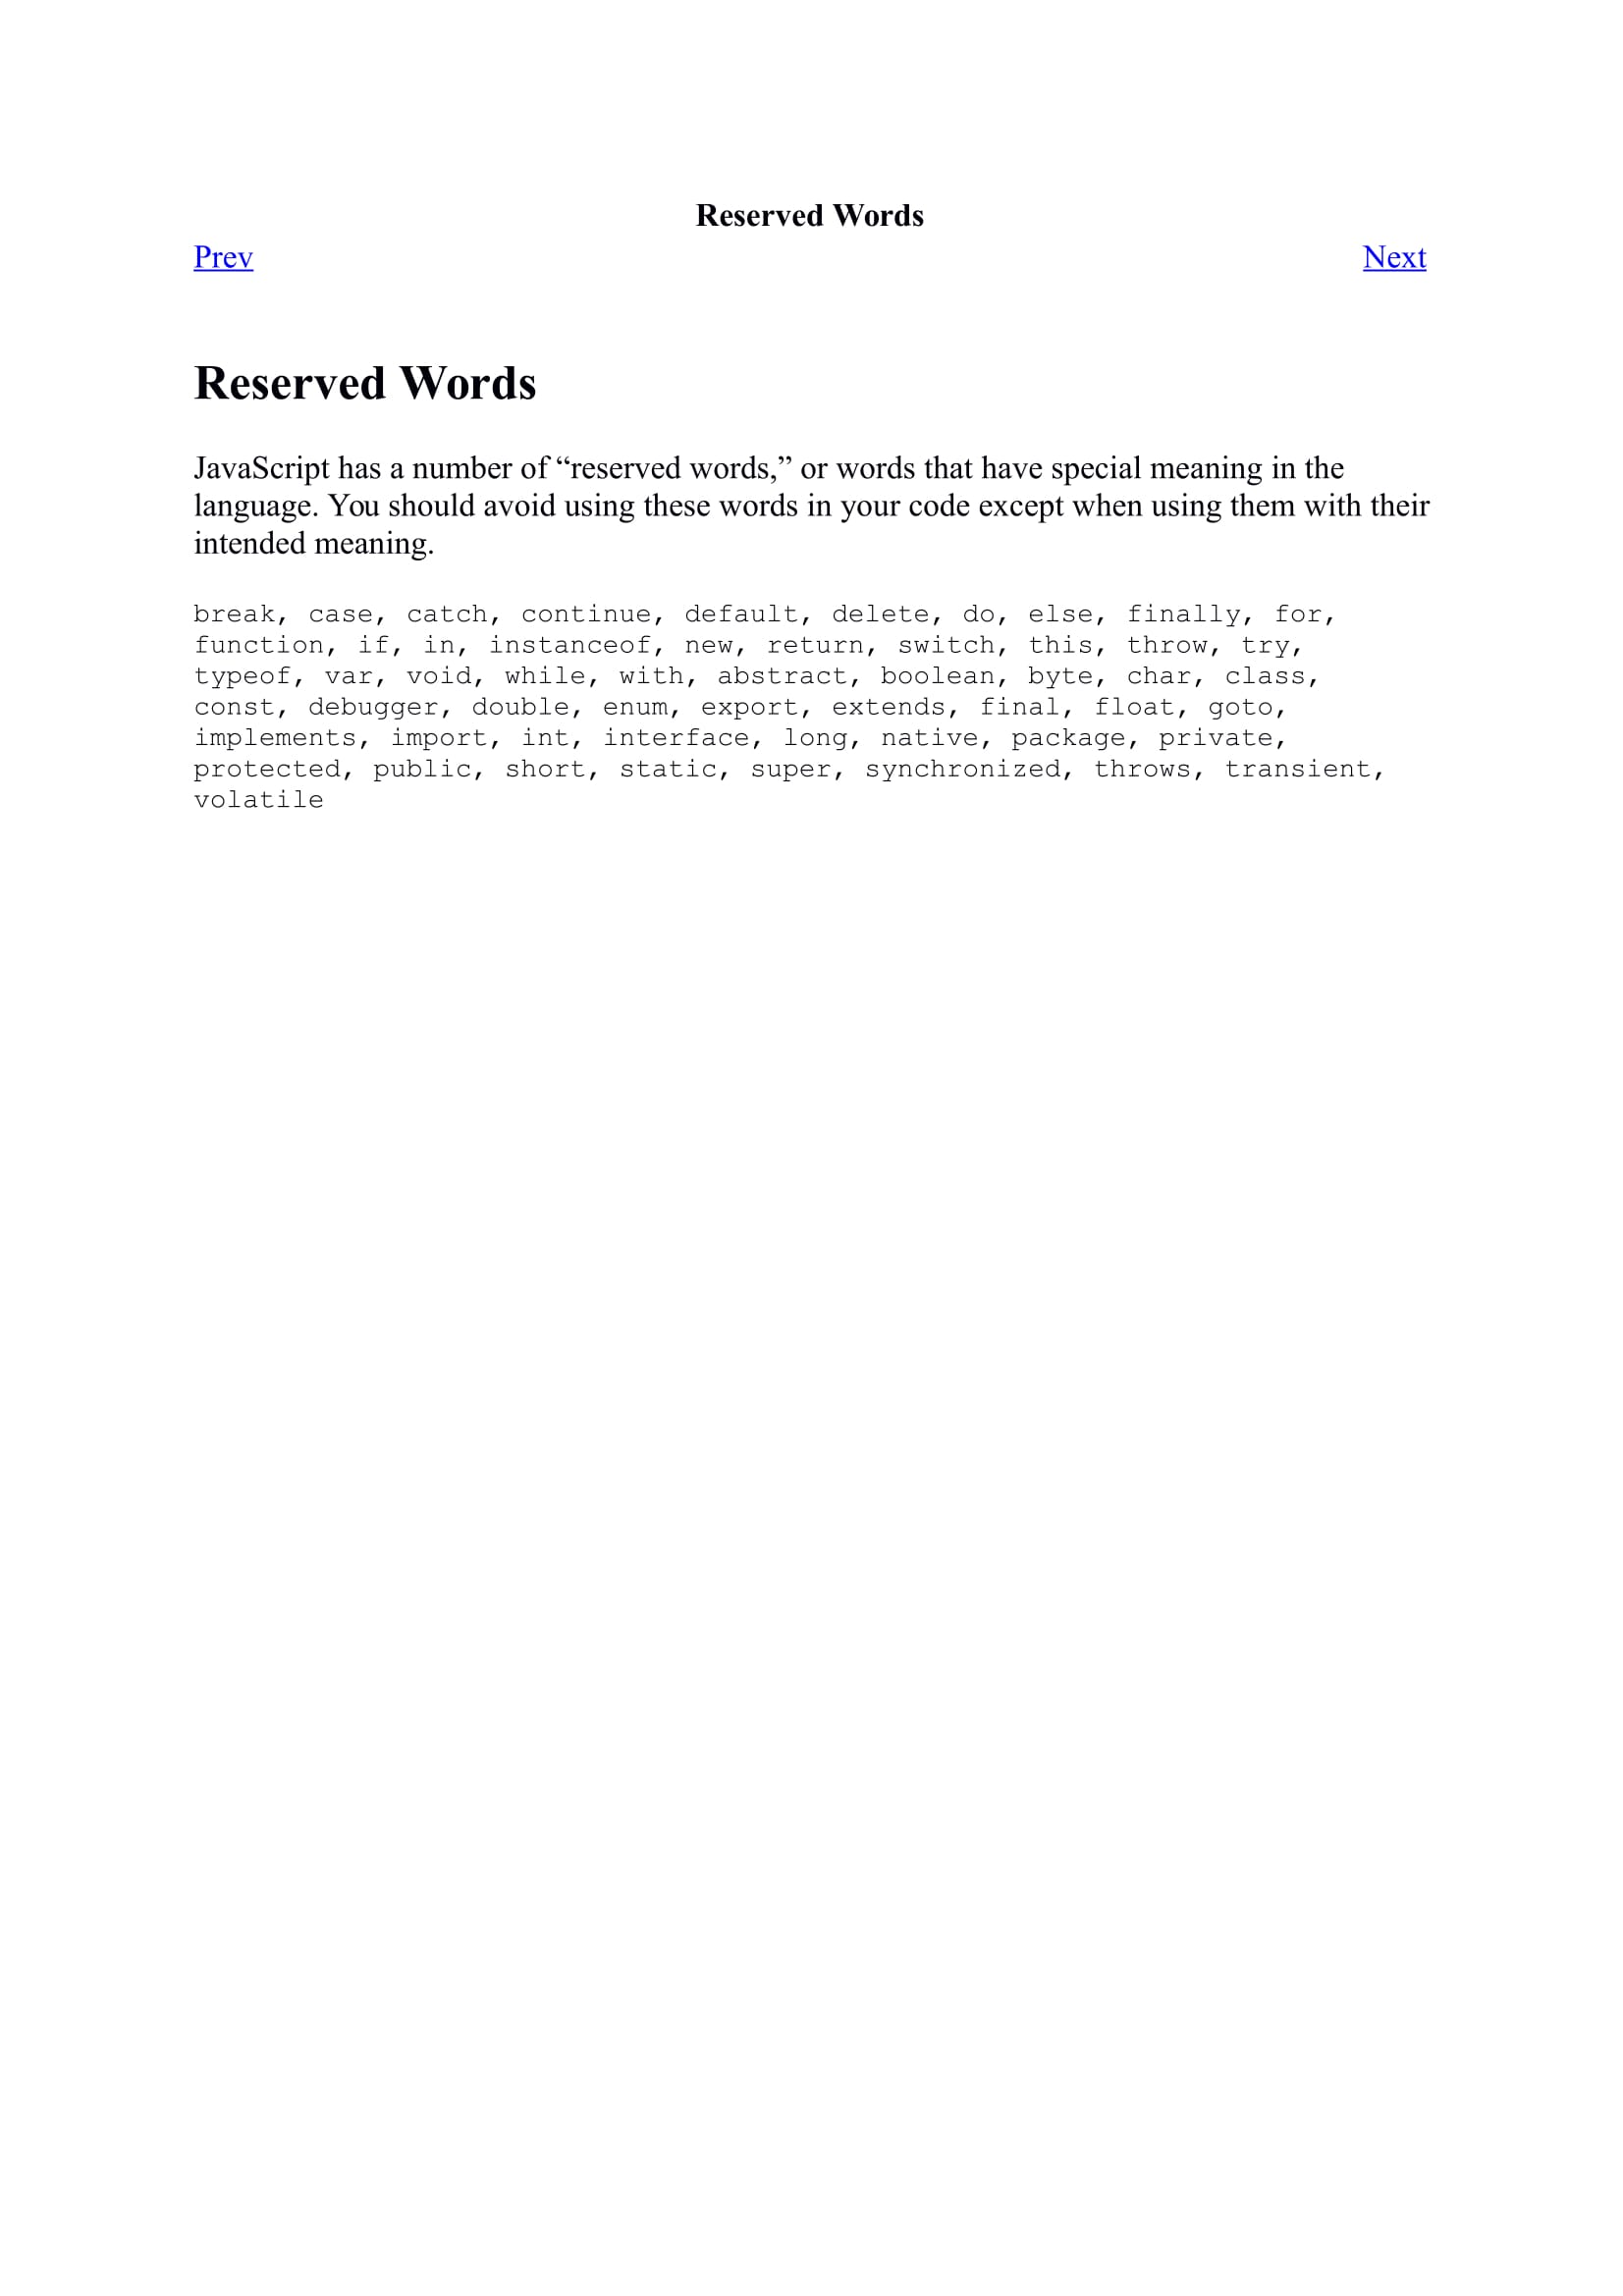 Reserved Words
Prev Next
Reserved Words
JavaScript has a number of “reserved words,” or words that have special meaning in the
language. You should avoid using these words in your code except when using them with their
intended meaning.
break, case, catch, continue, default, delete, do, else, finally, for,
function, if, in, instanceof, new, return, switch, this, throw, try,
typeof, var, void, while, with, abstract, boolean, byte, char, class,
const, debugger, double, enum, export, extends, final, float, goto,
implements, import, int, interface, long, native, package, private,
protected, public, short, static, super, synchronized, throws, transient,
volatile